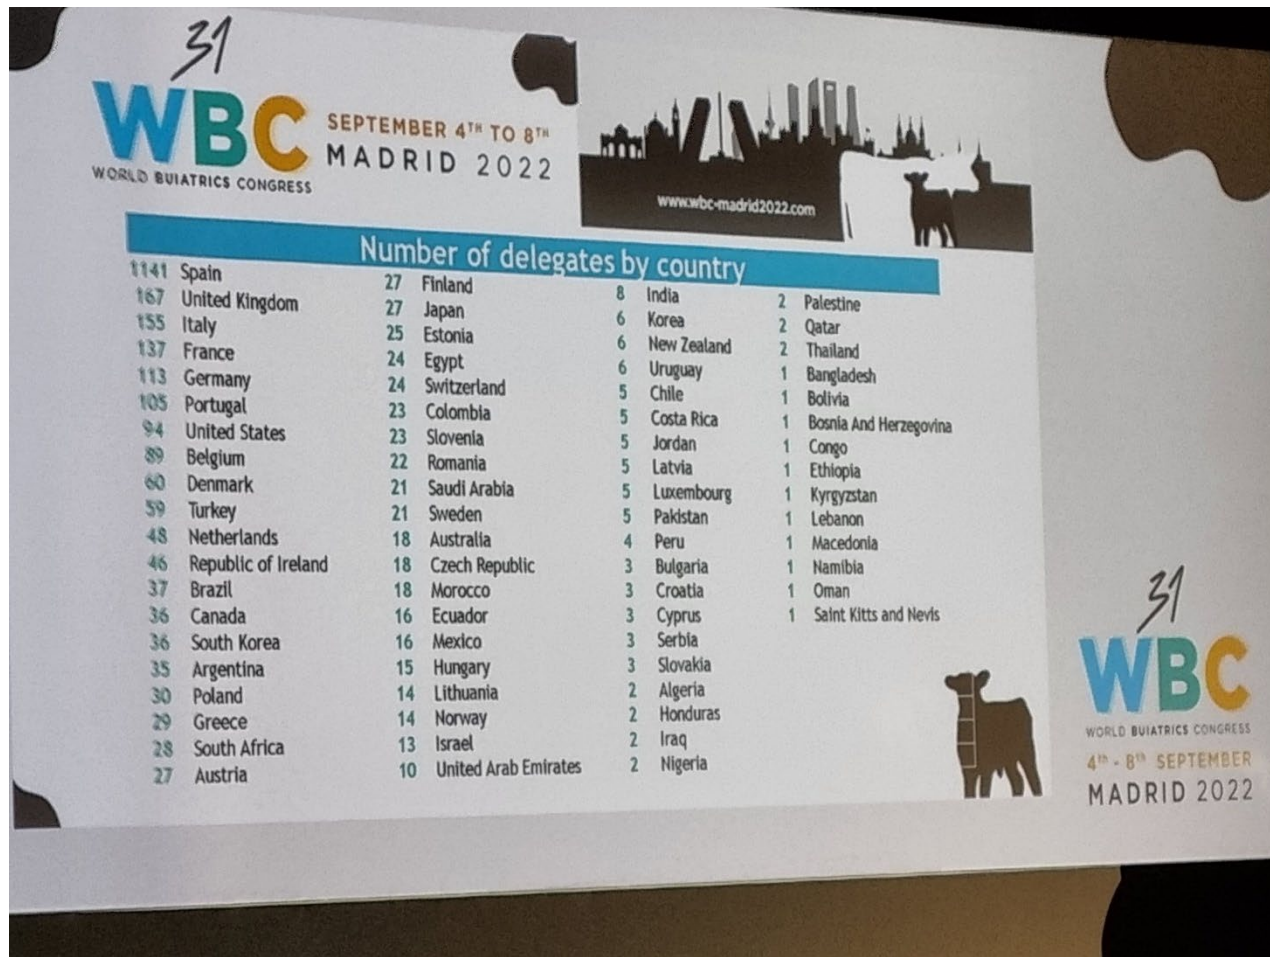 31
WBC
WORLD BUIATRICS CONGRESS
SEPTEMBER 4TH TO 8TH
MADRID 2022
www.wbc-madrid2022.com
Number of delegates by country
1141 Spain
167 United Kingdom
155 Italy
137 France
113 Germany
105 Portugal
94 United States
89 Belgium
60 Denmark
59 Turkey
48 Netherlands
46 Republic of Ireland
37 Brazil
36 Canada
36 South Korea
35 Argentina
30 Poland
29 Greece
28 South Africa
27 Austria
27 Finland
27 Japan
25 Estonia
24 Egypt
24 Switzerland
23 Colombia
23 Slovenia
22 Romania
21 Saudi Arabia
21 Sweden
18 Australia
18 Czech Republic
18 Morocco
16 Ecuador
16 Mexico
15 Hungary
14 Lithuania
14 Norway
13 Israel
10 United Arab Emirates
8 India
6 Korea
6 New Zealand
6 Uruguay
5 Chile
5 Costa Rica
5 Jordan
5 Latvia
5 Luxembourg
5 Pakistan
4 Peru
3 Bulgaria
3 Croatia
3 Cyprus
3 Serbia
3 Slovakia
2 Algeria
2 Honduras
2 Iraq
2 Nigeria
2 Palestine
2 Qatar
2 Thailand
1 Bangladesh
1 Bolivia
1 Bosnia And Herzegovina
1 Congo
1 Ethiopia
1 Kyrgyzstan
1 Lebanon
1 Macedonia
1 Namibia
1 Oman
1 Saint Kitts and Nevis
31
WBC
WORLD BUIATRICS CONGRESS
4th - 8th SEPTEMBER
MADRID 2022